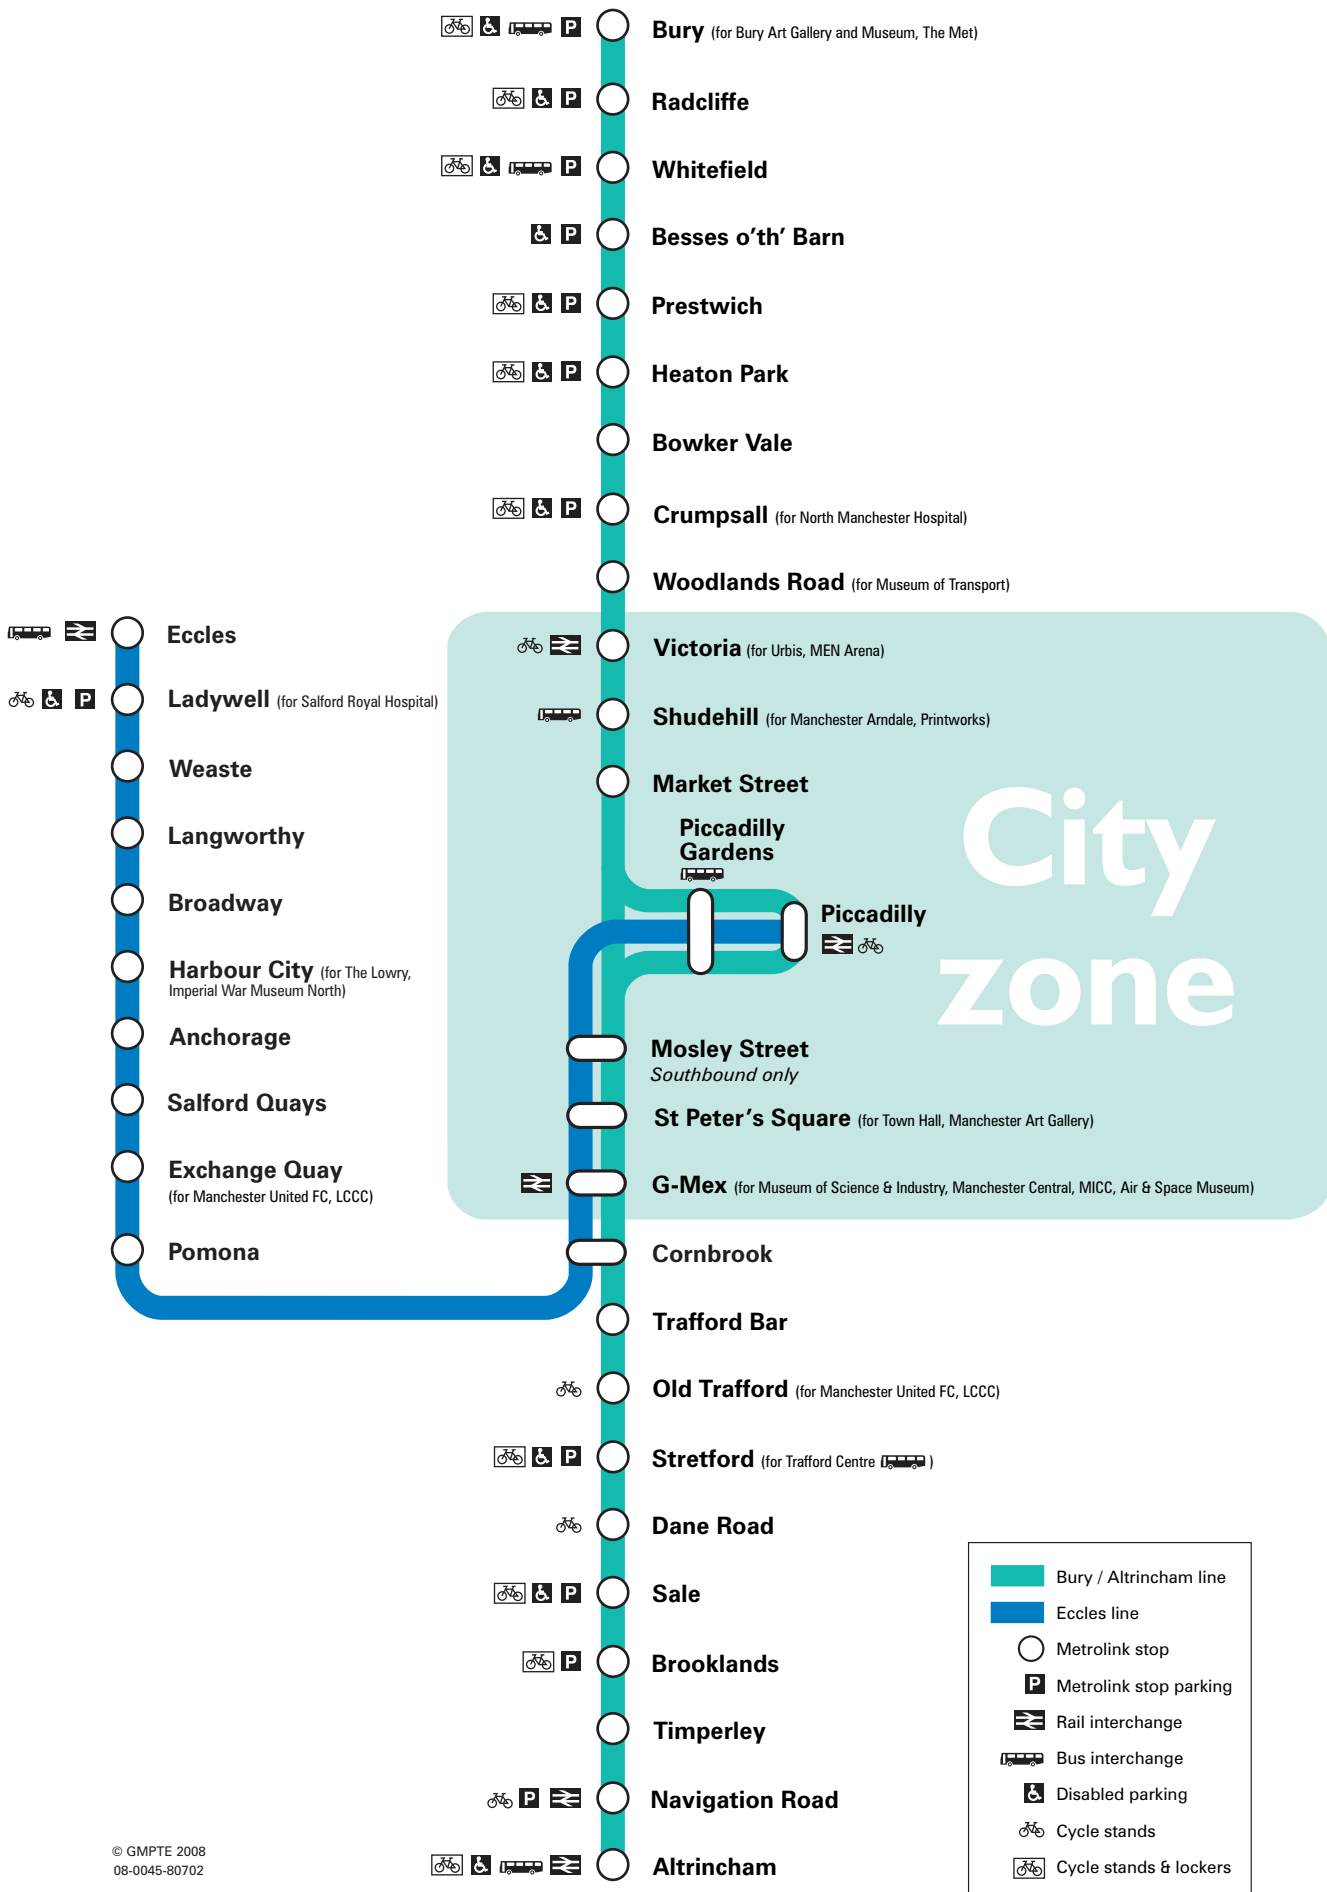 Bury (for Bury Art Gallery and Museum, The Met)
P
Radcliffe
P
Whitefield
P
Besses o'th' Barn
P
Prestwich
P
Heaton Park
P
Bowker Vale
Crumpsall (for North Manchester Hospital)
P
Woodlands Road (for Museum of Transport)
Eccles
Ladywell (for Salford Royal Hospital)
P
Weaste
Langworthy
Broadway
Harbour City (for The Lowry,
Imperial War Museum North)
Anchorage
Salford Quays
Exchange Quay
(for Manchester United FC, LCCC)
Pomona
Victoria (for Urbis, MEN Arena)
Shudehill (for Manchester Arndale, Printworks)
Market Street
Piccadilly
Gardens
Piccadilly
City
zone
Mosley Street
Southbound only
St Peter's Square (for Town Hall, Manchester Art Gallery)
G-Mex (for Museum of Science & Industry, Manchester Central, MICC, Air & Space Museum)
Cornbrook
Trafford Bar
Old Trafford (for Manchester United FC, LCCC)
P
Stretford (for Trafford Centre )
Dane Road
P
Sale
P
Brooklands
Timperley
P
Navigation Road
Altrincham
Bury / Altrincham line
Eccles line
Metrolink stop
P
Metrolink stop parking
Rail interchange
Bus interchange
Disabled parking
Cycle stands
Cycle stands & lockers
© GMPTE 2008
08-0045-80702